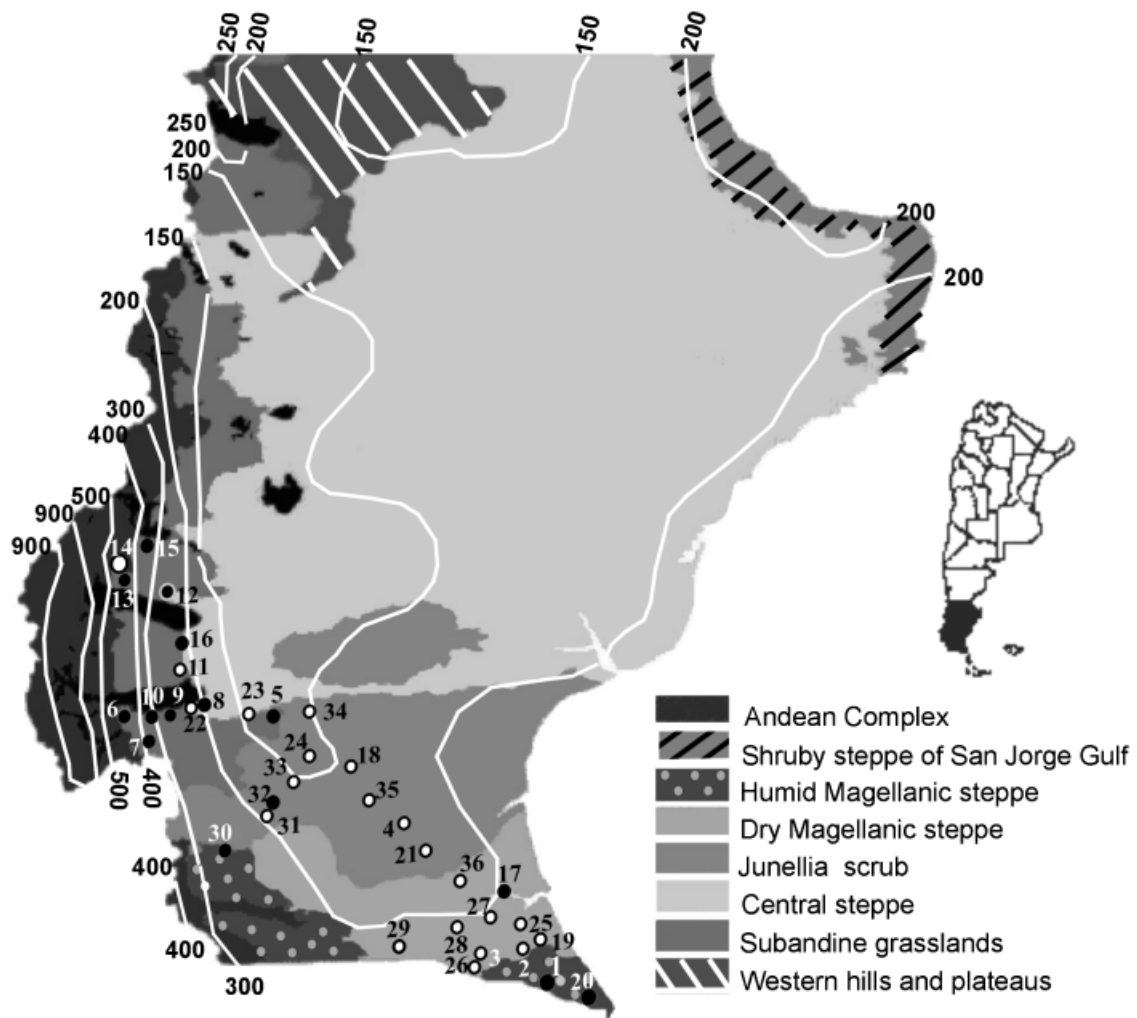 250 200 150 150 200
250
200
150
150
200
200
200
300
400
500
900
900
14 15
13 12
16
11
6 10 9 8 23 5 34
22
7
24 18
33
500 400
32 35
31
4
30
21
400 36 17
27
29 28 25
19
400 3 2 1
26 20
300
Andean Complex
Shruby steppe of San Jorge Gulf
Humid Magellanic steppe
Dry Magellanic steppe
Junellia scrub
Central steppe
Subandine grasslands
Western hills and plateaus